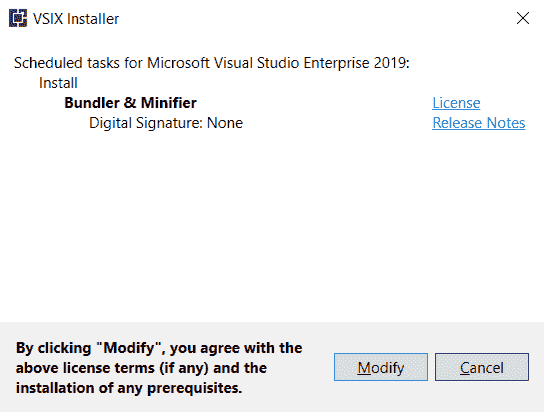 VSIX Installer
Scheduled tasks for Microsoft Visual Studio Enterprise 2019:
Install
Bundler & Minifier License
Digital Signature: None Release Notes
By clicking "Modify", you agree with the
above license terms (if any) and the
installation of any prerequisites.
Modify Cancel